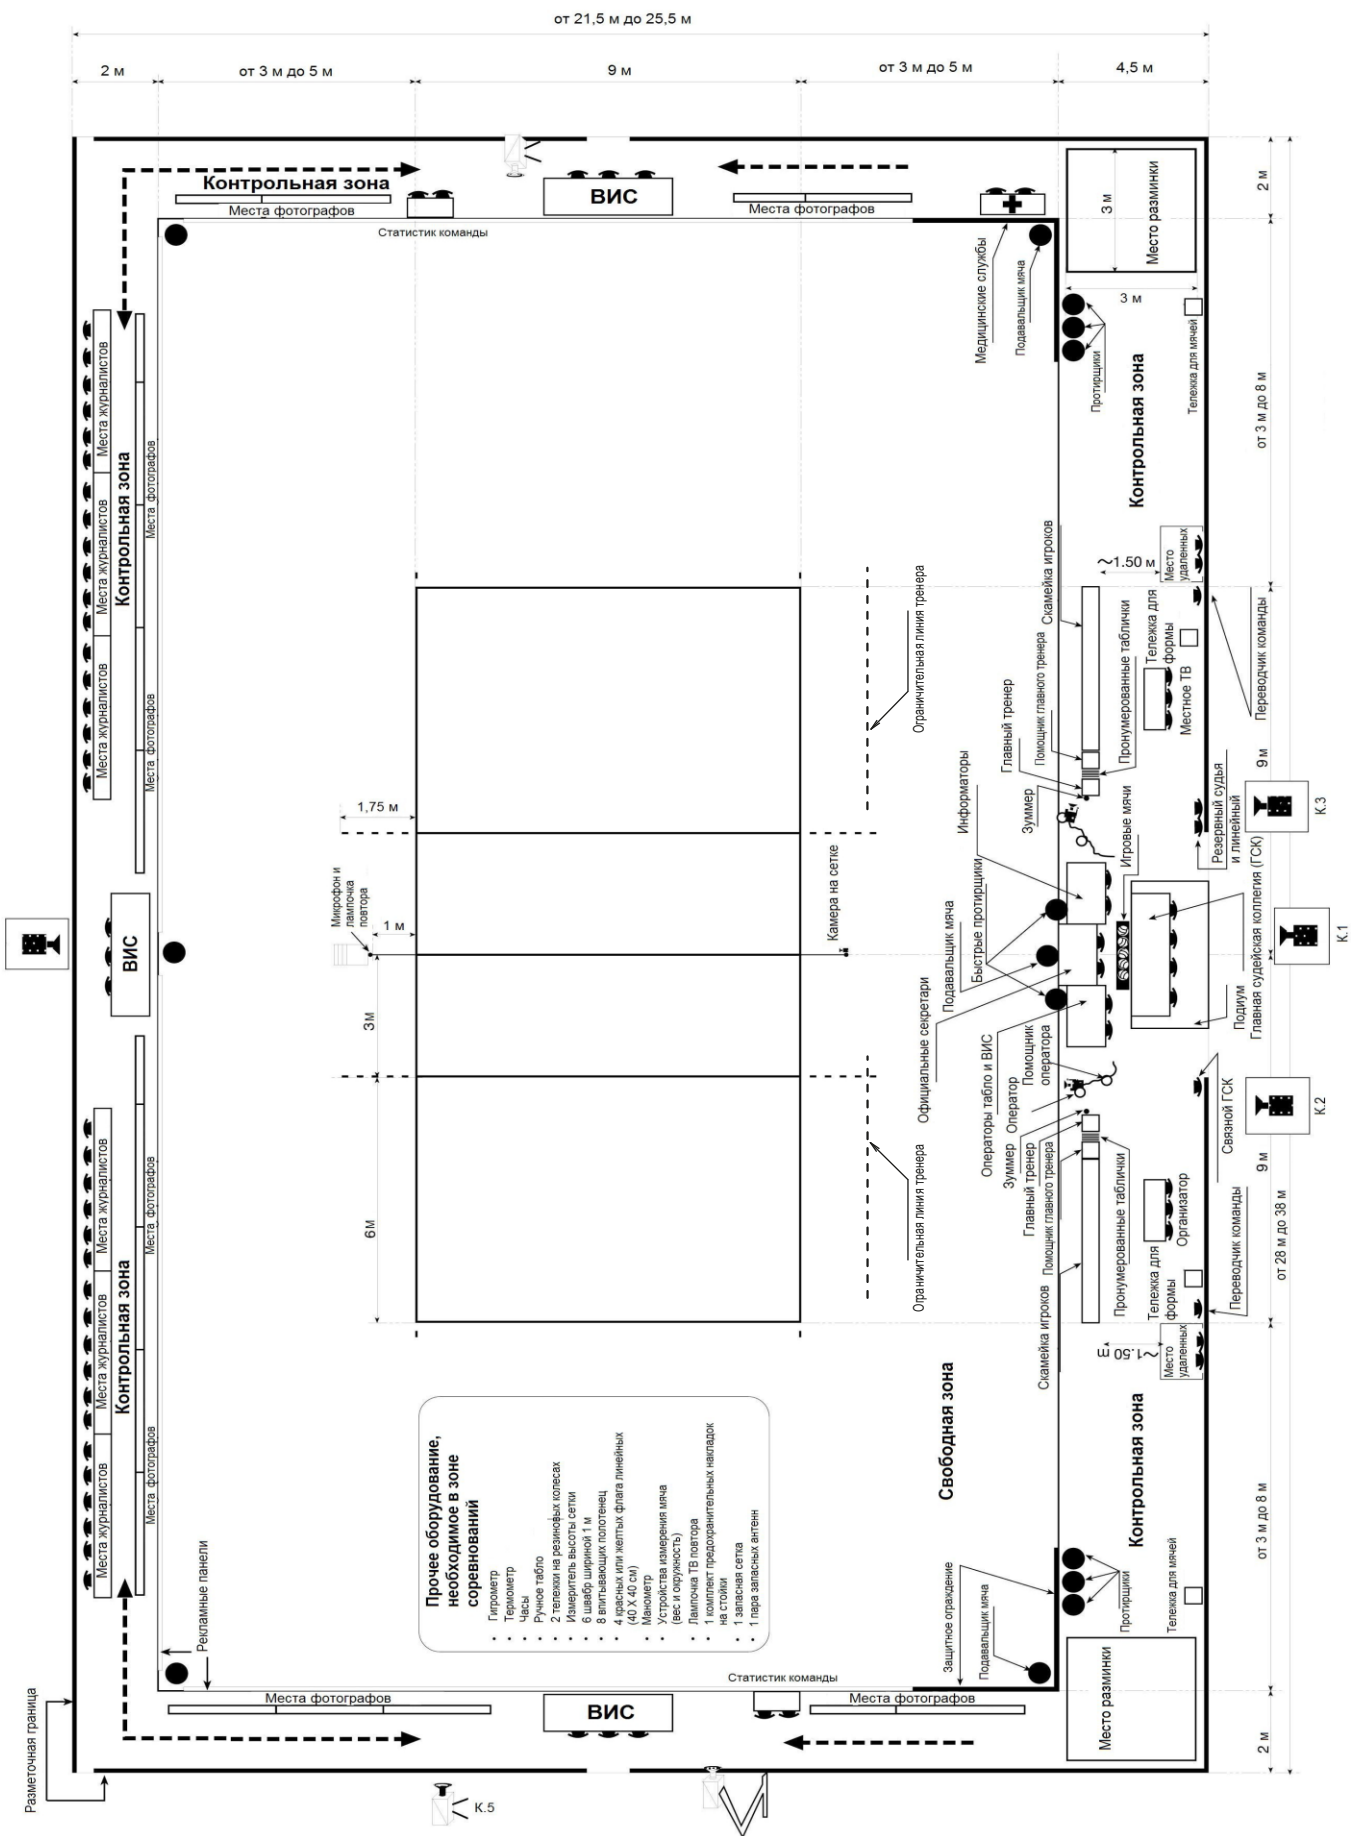 от 21,5 м до 25,5 м
2 м
от 3 м до 5 м
9 м
от 3 м до 5 м
4,5 м
Контрольная зона
Места фотографов
Статистик команды
ВИС
Места фотографов
Медицинские службы
Подавальщик мяча
3 м
Место разминки
3 м
2 м
Протирщики
Тележка для мячей
Контрольная зона
от 3 м до 8 м
Места журналистов
Места журналистов
Места журналистов
Контрольная зона
Места фотографов
Места фотографов
Ограничительная линия тренера
Скамейка игроков
~1.50 м
Место
удаленных
Главный тренер
Помощник главного тренера
Пронумерованные таблички
Тележка для
формы
Местное ТВ
Переводчик команды
9 м
1,75 м
Информаторы
Зуммер
Игровые мячи
Резервный судья
и линейный
К.3
ВИС
Микрофон и
лампочка
повтора
1 м
Камера на сетке
Подавальщик мяча
Быстрые протирщики
Официальные секретари
Подиум
Главная судейская коллегия (ГСК)
К.1
3 м
Операторы табло и ВИС
Оператор
Помощник
оператора
Зуммер
Главный тренер
Помощник главного тренера
Связной ГСК
К.2
6 м
Ограничительная линия тренера
Скамейка игроков
Пронумерованные таблички
Тележка для
формы
Организатор
Переводчик команды
9 м
от 28 м до 38 м
~1.50 m
Место
удаленных
Места журналистов
Места журналистов
Места журналистов
Контрольная зона
Места фотографов
Места фотографов
Прочее оборудование,
необходимое в зоне
соревнований
• Гигрометр
• Термометр
• Часы
• Ручное табло
• 2 тележки на резиновых колесах
• Измеритель высоты сетки
• 6 швабр шириной 1 м
• 8 впитывающих полотенец
• 4 красных или желтых флага линейных
(40 X 40 см)
• Манометр
• Устройства измерения мяча
(вес и окружность)
• Лампочка ТВ повтора
• 1 комплект предохранительных накладок
на стойки
• 1 запасная сетка
• 1 пара запасных антенн
Свободная зона
Контрольная зона
от 3 м до 8 м
Рекламные панели
Защитное ограждение
Подавальщик мяча
Протирщики
Тележка для мячей
Статистик команды
Места фотографов
ВИС
Места фотографов
Место разминки
2 м
Разметочная граница
К.5